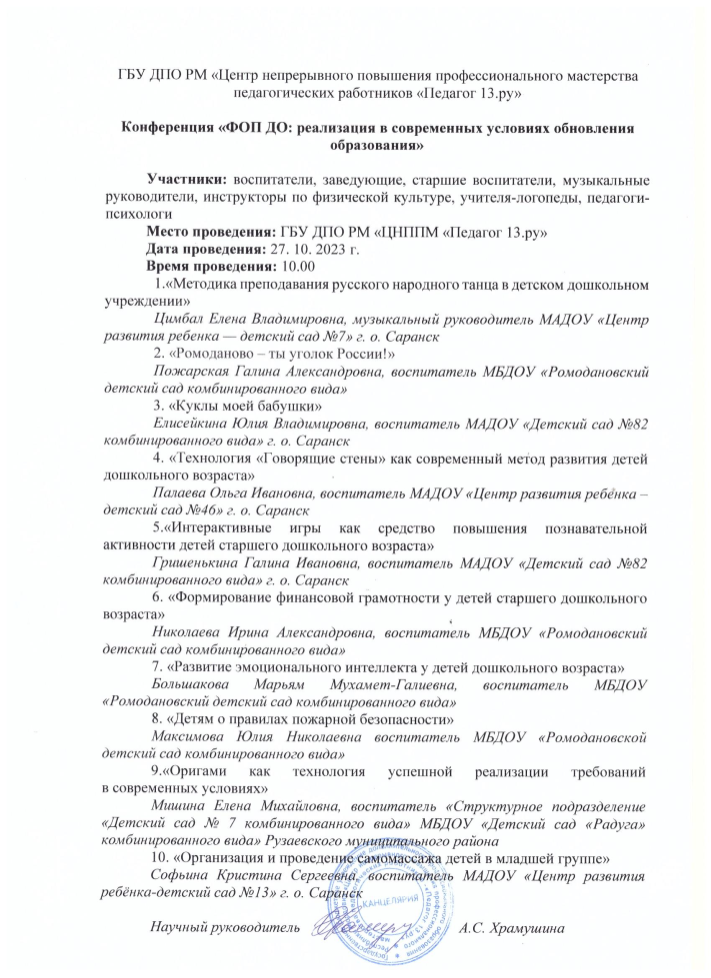 ГБУ ДПО РМ «Центр непрерывного повышения профессионального мастерства
педагогических работников «Педагог 13.ру»
Конференция «ФОП ДО: реализация в современных условиях обновления
образования»
Участники: воспитатели, заведующие, старшие воспитатели, музыкальные
руководители, инструкторы по физической культуре, учителя-логопеды, педагоги-
психологи
Место проведения: ГБУ ДПО РМ «ЦНППМ «Педагог 13.ру»
Дата проведения: 27. 10. 2023 г.
Время проведения: 10.00
1.«Методика преподавания русского народного танца в детском дошкольном
учреждении»
Цимбал Елена Владимировна, музыкальный руководитель МАДОУ «Центр
развития ребенка — детский сад №7» г. о. Саранск
2. «Ромоданово – ты уголок России!»
Пожарская Галина Александровна, воспитатель МБДОУ «Ромодановский
детский сад комбинированного вида»
3. «Куклы моей бабушки»
Елисейкина Юлия Владимировна, воспитатель МАДОУ «Детский сад №82
комбинированного вида» г. о. Саранск
4. «Технология «Говорящие стены» как современный метод развития детей
дошкольного возраста»
Палаева Ольга Ивановна, воспитатель МАДОУ «Центр развития ребёнка –
детский сад №46» г. о. Саранск
5.«Интерактивные игры как средство повышения познавательной
активности детей старшего дошкольного возраста»
Гришенькина Галина Ивановна, воспитатель МАДОУ «Детский сад №82
комбинированного вида» г. о. Саранск
6. «Формирование финансовой грамотности у детей старшего дошкольного
возраста»
Николаева Ирина Александровна, воспитатель МБДОУ «Ромодановский
детский сад комбинированного вида»
7. «Развитие эмоционального интеллекта у детей дошкольного возраста»
Большакова Марьям Мухамет-Галиевна, воспитатель МБДОУ
«Ромодановский детский сад комбинированного вида»
8. «Детям о правилах пожарной безопасности»
Максимова Юлия Николаевна воспитатель МБДОУ «Ромодановской
детский сад комбинированного вида»
9.«Оригами как технология успешной реализации требований
в современных условиях»
Мишина Елена Михайловна, воспитатель «Структурное подразделение
«Детский сад № 7 комбинированного вида» МБДОУ «Детский сад «Радуга»
комбинированного вида» Рузаевского муниципального района
10. «Организация и проведение самомассажа детей в младшей группе»
Софьина Кристина Сергеевна, воспитатель МАДОУ «Центр развития
ребёнка-детский сад №13» г. о. Саранск
КАНЦЕЛЯРИЯ
Научный руководитель А.С. Храмушина